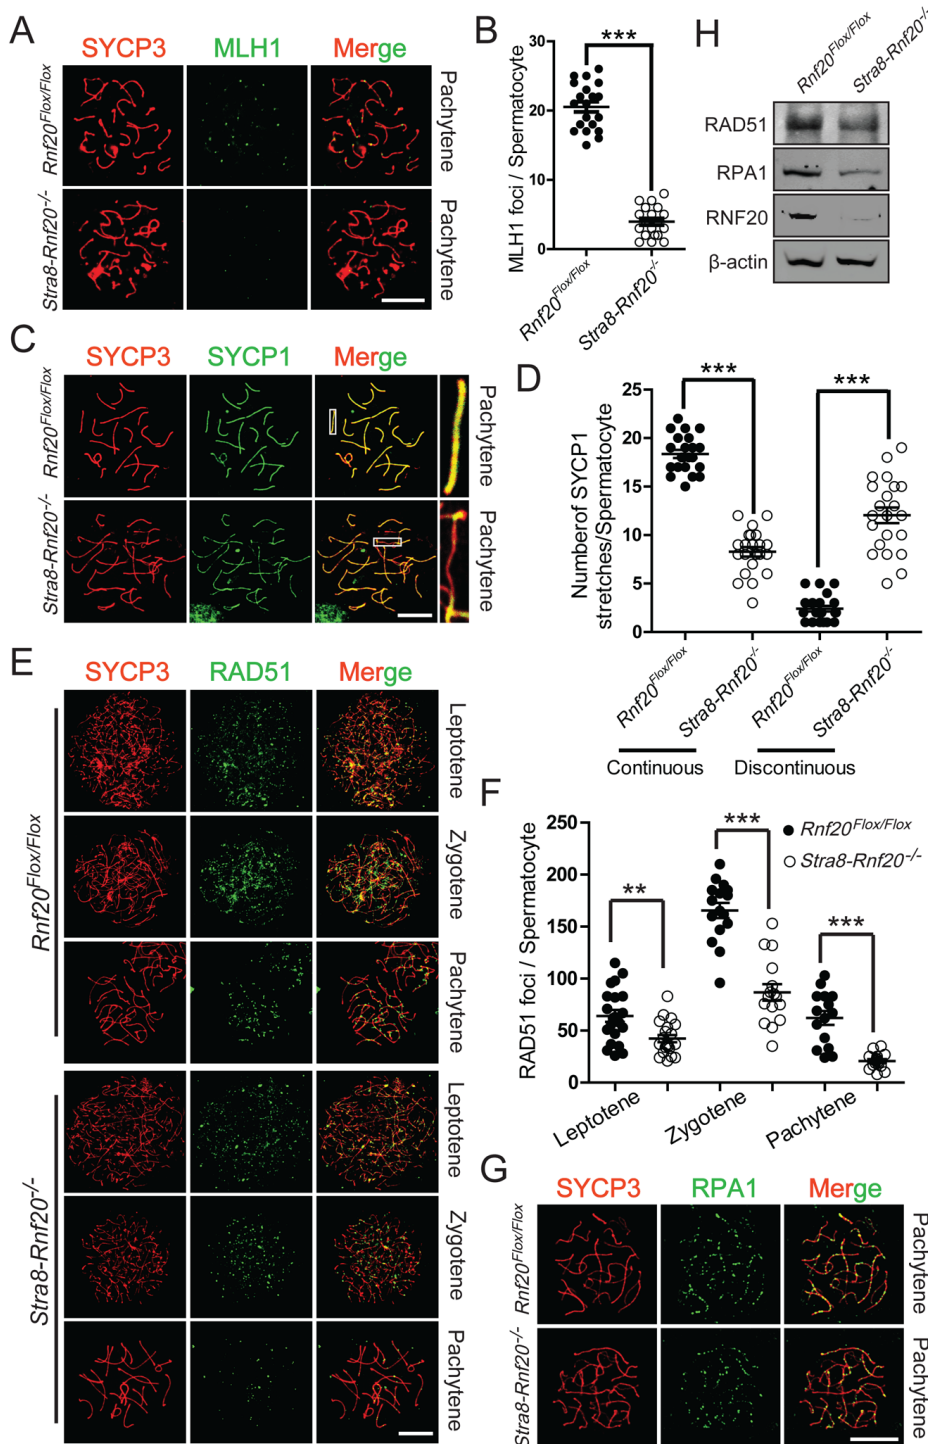 A
SYCP3 MLH1 Merge
Rnf20Flox/Flox
Pachytene
Stra8-Rnf20-/-
Pachytene
B
MLH1 foci / Spermatocyte
30
20
10
0
***
Rnf20Flox/Flox
Stra8-Rnf20-/-
H
Rnf20Flox/Flox
Stra8-Rnf20-/-
RAD51
RPA1
RNF20
β-actin
C
SYCP3 SYCP1 Merge
Rnf20Flox/Flox
Pachytene
Stra8-Rnf20-/-
Pachytene
D
Numberof SYCP1
stretches/Spermatocyte
25
20
15
10
5
0
*** ***
Rnf20Flox/Flox
Stra8-Rnf20-/-
Rnf20Flox/Flox
Stra8-Rnf20-/-
Continuous Discontinuous
E
SYCP3 RAD51 Merge
Rnf20Flox/Flox
Leptotene
Zygotene
Pachytene
Stra8-Rnf20-/-
Leptotene
Zygotene
Pachytene
F
RAD51 foci / Spermatocyte
250
200
150
100
50
0
** *** ***
Rnf20Flox/Flox
Stra8-Rnf20-/-
Leptotene
Zygotene
Pachytene
G
SYCP3 RPA1 Merge
Rnf20Flox/Flox
Pachytene
Stra8-Rnf20-/-
Pachytene